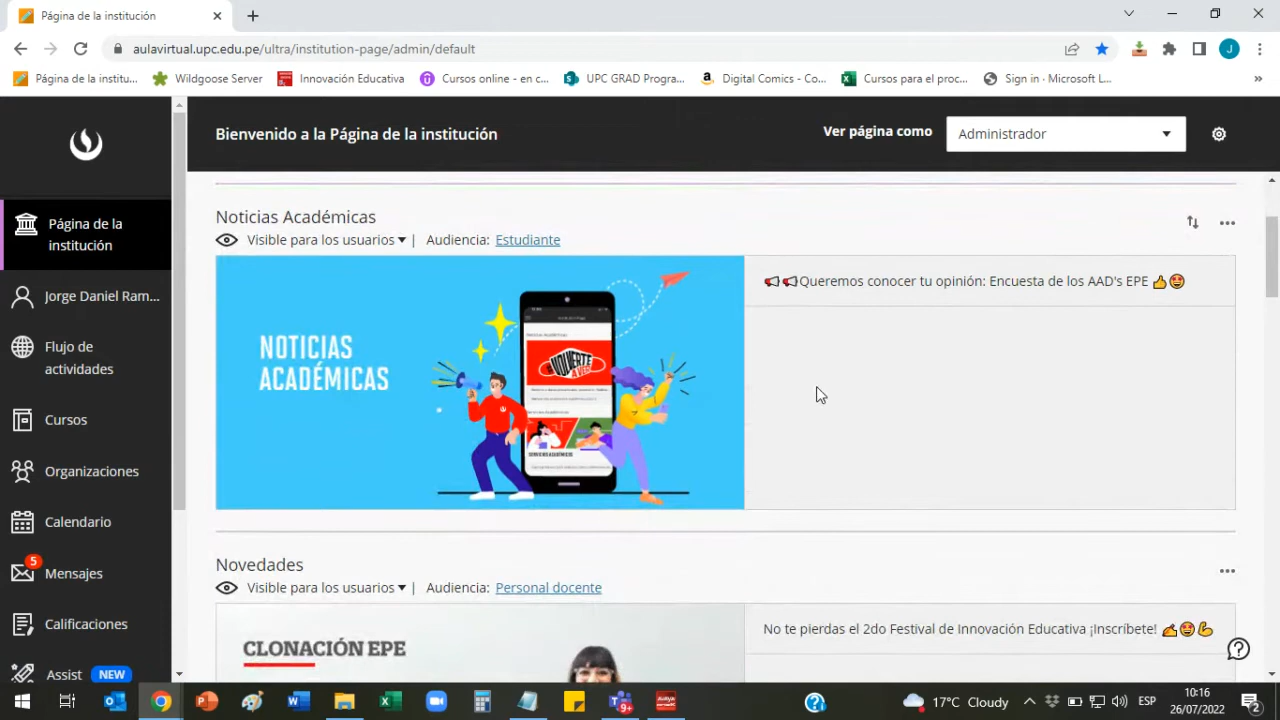 Página de la institución
aulavirtual.upc.edu.pe/ultra/institution-page/admin/default
J
Página de la institu...
Wildgoose Server
Innovación Educativa
Cursos online - en c...
UPC GRAD Progra...
Digital Comics - Co...
Cursos para el proc...
Sign in · Microsoft L...
»
Bienvenido a la Página de la institución
Ver página como
Administrador
Página de la
institución
Jorge Daniel Ram...
Flujo de
actividades
Cursos
Organizaciones
Calendario
5
Mensajes
Calificaciones
Assist
NEW
Noticias Académicas
Visible para los usuarios
|
Audiencia: Estudiante
NOTICIAS
ACADÉMICAS
📢📢Queremos conocer tu opinión: Encuesta de los AAD's EPE 👍🤩
Novedades
Visible para los usuarios
|
Audiencia: Personal docente
CLONACIÓN EPE
No te pierdas el 2do Festival de Innovación Educativa ¡Inscríbete! ✍🤩💪
9+
AVAYA
17°C Cloudy
ESP
10:16
26/07/2022
2